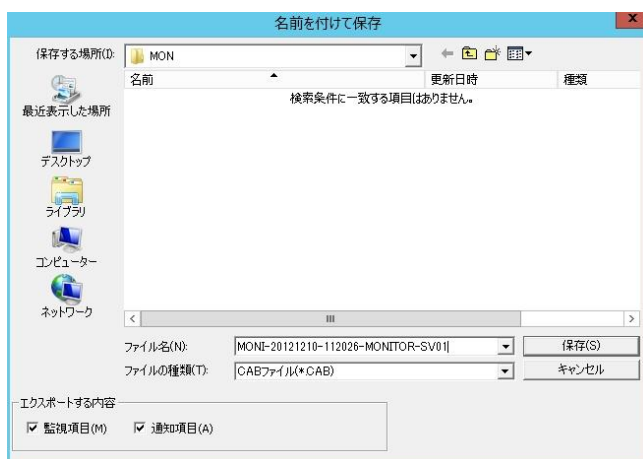 名前を付けて保存
x
保存する場所(I):
MON
名前
更新日時
種類
検索条件に一致する項目はありません。
最近表示した場所
デスクトップ
ライブラリ
コンピューター
ネットワーク
ファイル名(N):
MONI-20121210-112026-MONITOR-SV01
保存(S)
ファイルの種類(T):
CABファイル(*.CAB)
キャンセル
エクスポートする内容
監視項目(M)
通知項目(A)